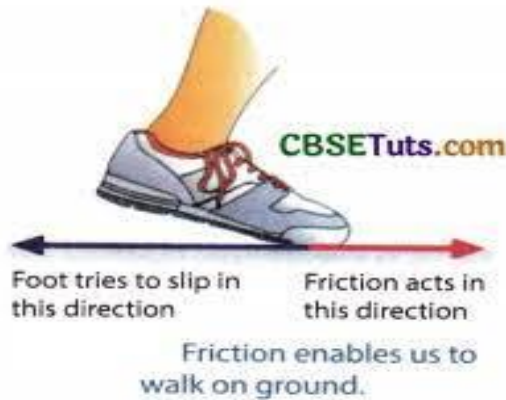 CBSETuts.com
Foot tries to slip in
this direction
Friction acts in
this direction
Friction enables us to
walk on ground.